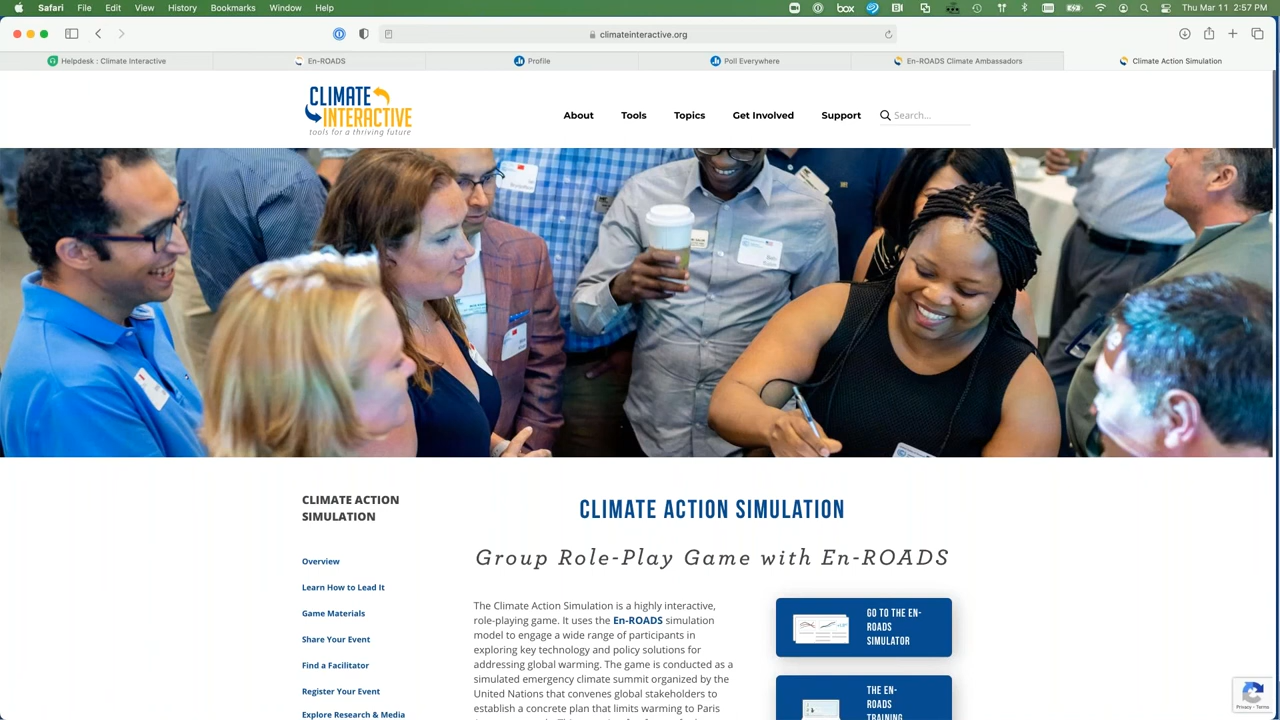 Safari File Edit View History Bookmarks Window Help
box
Thu Mar 11 2:57 PM
climateinteractive.org
Helpdesk : Climate Interactive
En-ROADS
Profile
Poll Everywhere
En-ROADS Climate Ambassadors
Climate Action Simulation
CLIMATE
INTERACTIVE
tools for a thriving future
About Tools Topics Get Involved Support Search...
CLIMATE ACTION
SIMULATION
Overview
Learn How to Lead It
Game Materials
Share Your Event
Find a Facilitator
Register Your Event
Explore Research & Media
CLIMATE ACTION SIMULATION
Group Role-Play Game with En-ROADS
The Climate Action Simulation is a highly interactive,
role-playing game. It uses the En-ROADS simulation
model to engage a wide range of participants in
exploring key technology and policy solutions for
addressing global warming. The game is conducted as a
simulated emergency climate summit organized by the
United Nations that convenes global stakeholders to
establish a concrete plan that limits warming to Paris
GO TO THE EN-
ROADS
SIMULATOR
THE EN-
ROADS
TRAINING
Privacy - Terms